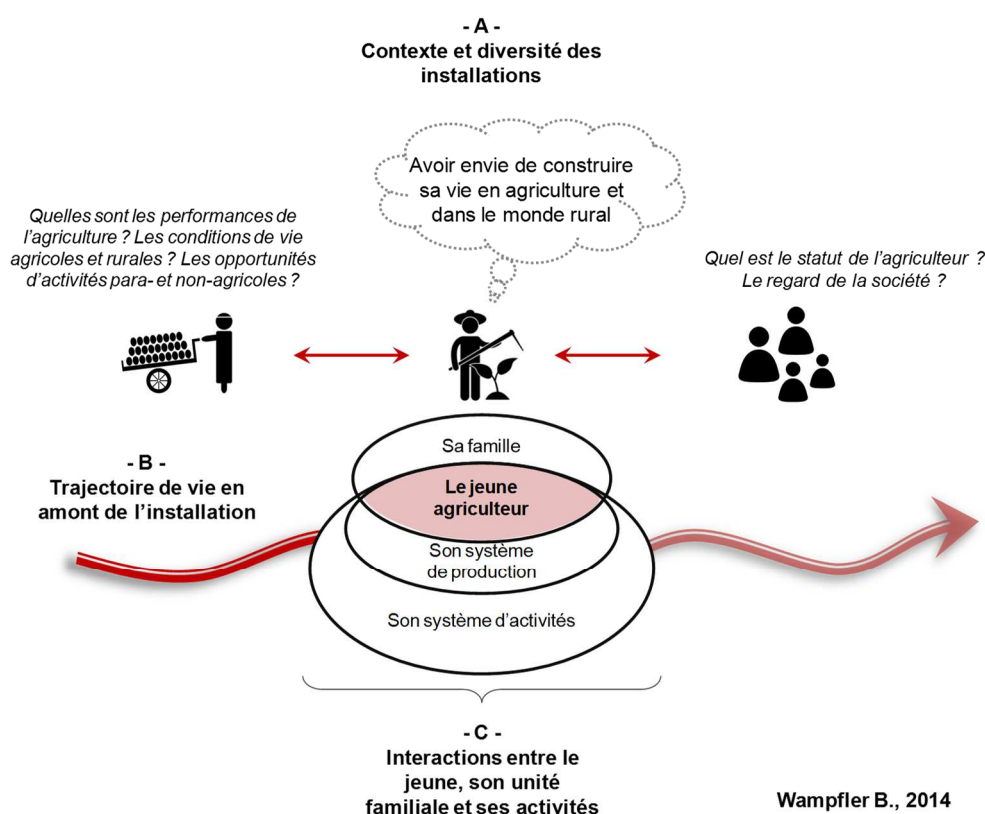 - A -
Contexte et diversité des
installations
Avoir envie de construire
sa vie en agriculture et
dans le monde rural
Quelles sont les performances de
l'agriculture ? Les conditions de vie
agricoles et rurales ? Les opportunités
d'activités para- et non-agricoles ?
Quel est le statut de l'agriculteur ?
Le regard de la société ?
- B -
Trajectoire de vie en
amont de l'installation
Sa famille
Le jeune
agriculteur
Son système
de production
Son système d'activités
- C -
Interactions entre le
jeune, son unité
familiale et ses activités
Wampfler B., 2014